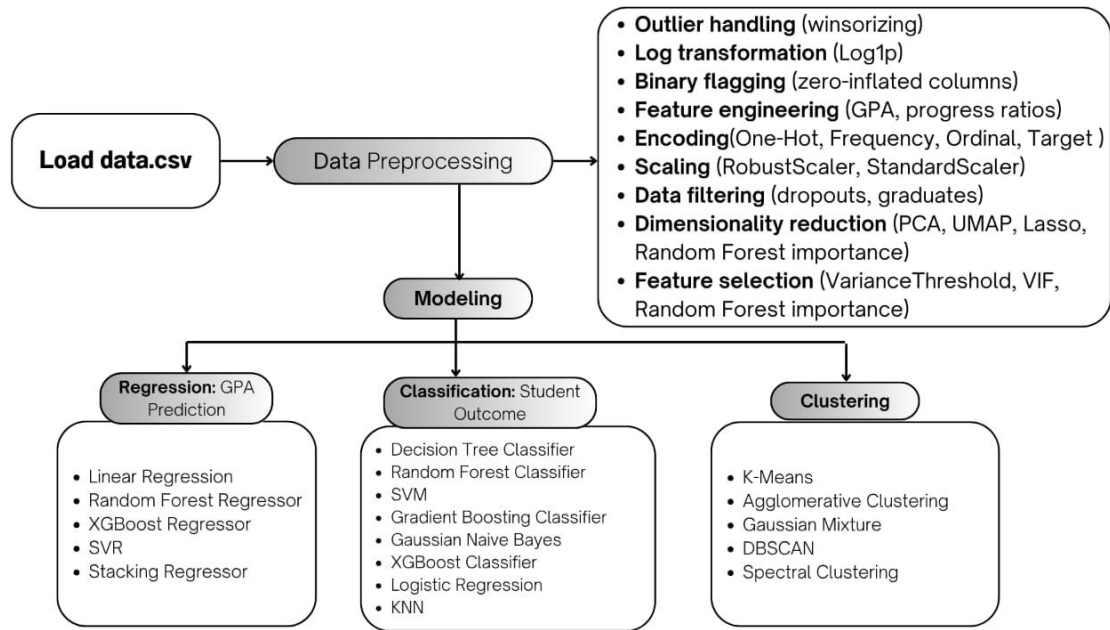 Load data.csv
Data Preprocessing
• Outlier handling (winsorizing)
• Log transformation (Log1p)
• Binary flagging (zero-inflated columns)
• Feature engineering (GPA, progress ratios)
• Encoding(One-Hot, Frequency, Ordinal, Target )
• Scaling (RobustScaler, StandardScaler)
• Data filtering (dropouts, graduates)
• Dimensionality reduction (PCA, UMAP, Lasso,
Random Forest importance)
• Feature selection (VarianceThreshold, VIF,
Random Forest importance)
Modeling
Regression: GPA
Prediction
• Linear Regression
• Random Forest Regressor
• XGBoost Regressor
• SVR
• Stacking Regressor
Classification: Student
Outcome
• Decision Tree Classifier
• Random Forest Classifier
• SVM
• Gradient Boosting Classifier
• Gaussian Naive Bayes
• XGBoost Classifier
• Logistic Regression
• KNN
Clustering
• K-Means
• Agglomerative Clustering
• Gaussian Mixture
• DBSCAN
• Spectral Clustering